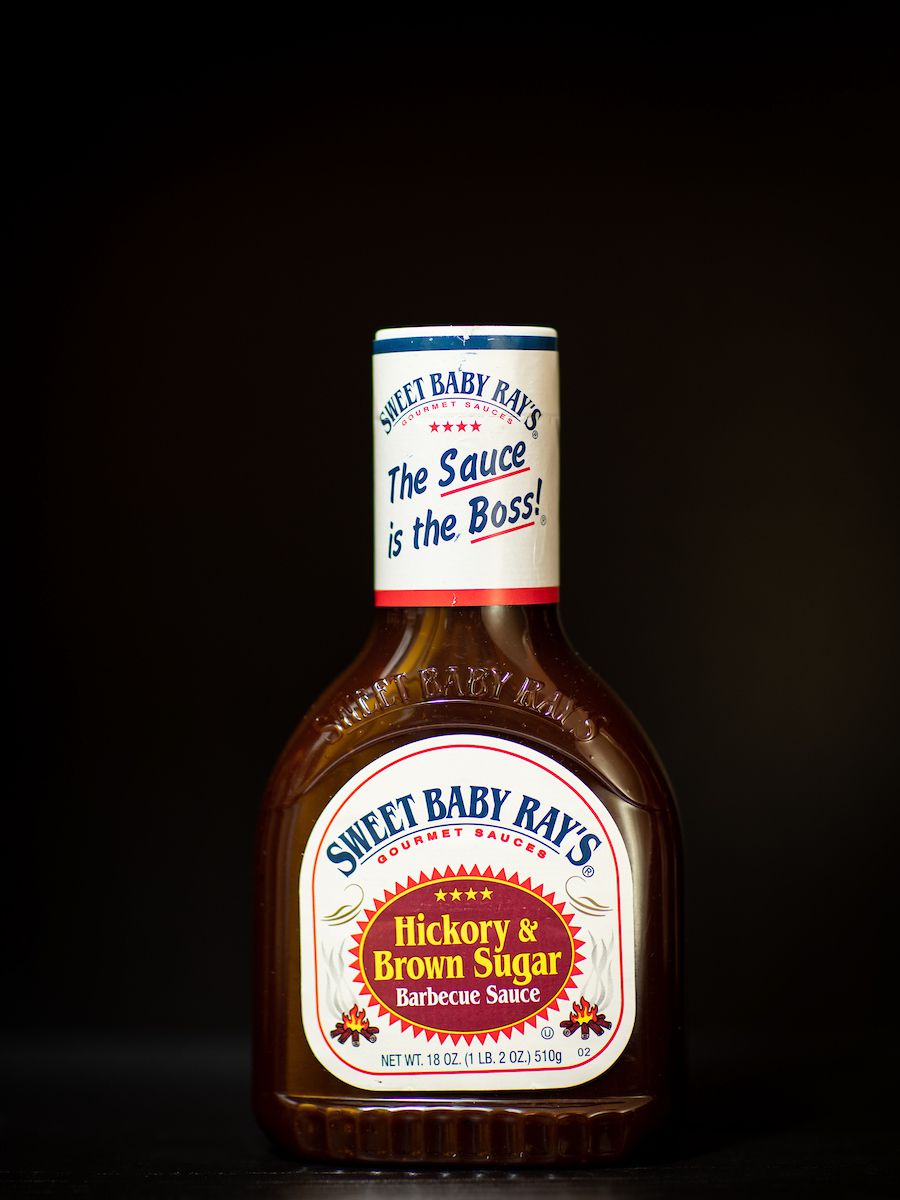 SWEET BABY RAY'S®
GOURMET SAUCES
The Sauce
is the Boss!®
SWEET BABY RAY'S
SWEET BABY RAY'S®
GOURMET SAUCES
Hickory &
Brown Sugar
Barbecue Sauce
U
NET WT. 18 OZ. (1 LB. 2 OZ.) 510g 02